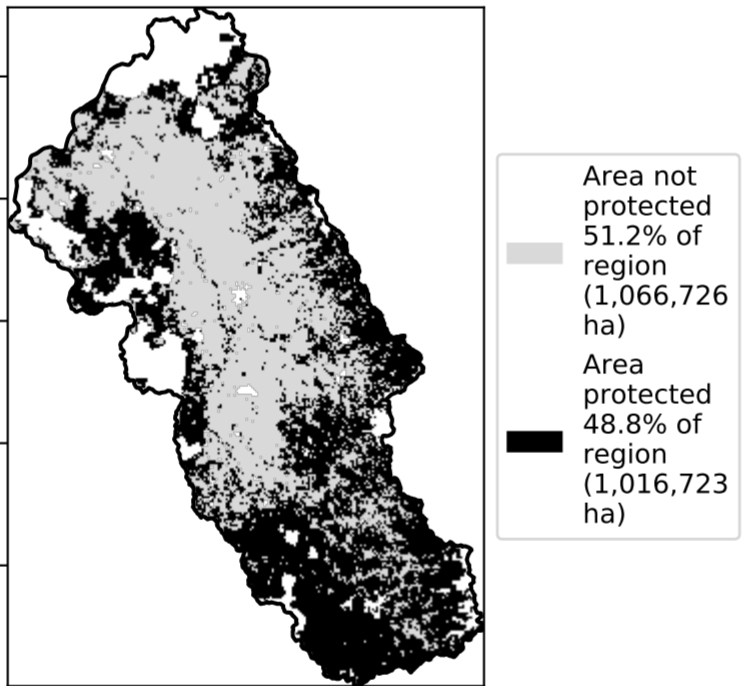 Area not
protected
51.2% of
region
(1,066,726
ha)
Area
protected
48.8% of
region
(1,016,723
ha)